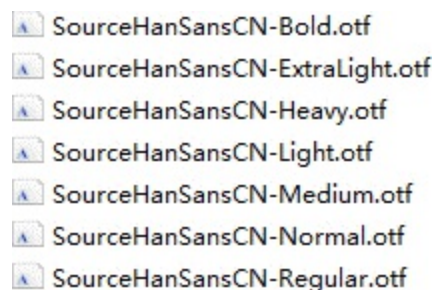 SourceHanSansCN-Bold.otf
SourceHanSansCN-ExtraLight.otf
SourceHanSansCN-Heavy.otf
SourceHanSansCN-Light.otf
SourceHanSansCN-Medium.otf
SourceHanSansCN-Normal.otf
SourceHanSansCN-Regular.otf